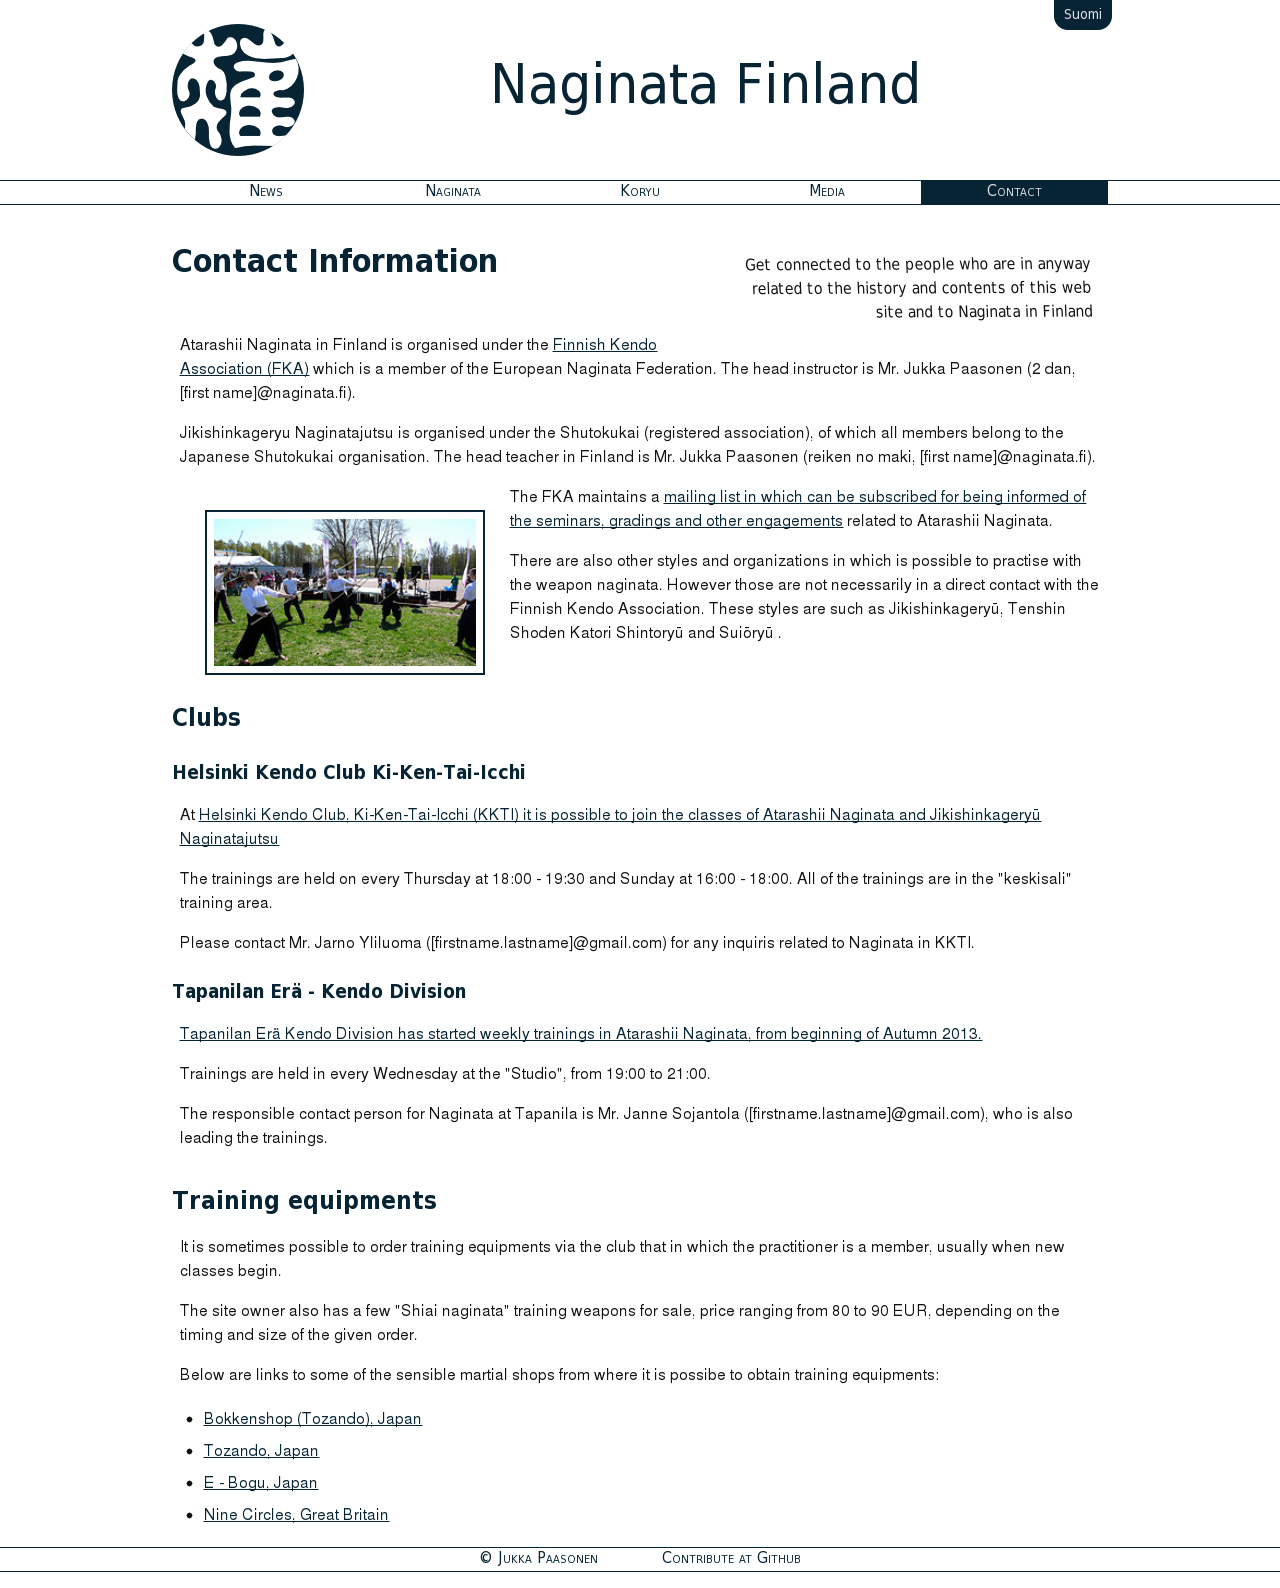 Suomi
Naginata Finland
News
Naginata
Koryu
Media
Contact
Contact Information
Get connected to the people who are in anyway
related to the history and contents of this web
site and to Naginata in Finland
Atarashii Naginata in Finland is organised under the Finnish Kendo
Association (FKA) which is a member of the European Naginata Federation. The head instructor is Mr. Jukka Paasonen (2 dan,
[first name]@naginata.fi).
Jikishinkageryu Naginatajutsu is organised under the Shutokukai (registered association), of which all members belong to the
Japanese Shutokukai organisation. The head teacher in Finland is Mr. Jukka Paasonen (reiken no maki, [first name]@naginata.fi).
The FKA maintains a mailing list in which can be subscribed for being informed of
the seminars, gradings and other engagements related to Atarashii Naginata.
There are also other styles and organizations in which is possible to practise with
the weapon naginata. However those are not necessarily in a direct contact with the
Finnish Kendo Association. These styles are such as Jikishinkageryū, Tenshin
Shoden Katori Shintoryū and Suiōryū .
Clubs
Helsinki Kendo Club Ki-Ken-Tai-Icchi
At Helsinki Kendo Club, Ki-Ken-Tai-Icchi (KKTI) it is possible to join the classes of Atarashii Naginata and Jikishinkageryū
Naginatajutsu
The trainings are held on every Thursday at 18:00 - 19:30 and Sunday at 16:00 - 18:00. All of the trainings are in the "keskisali"
training area.
Please contact Mr. Jarno Yliluoma ([firstname.lastname]@gmail.com) for any inquiris related to Naginata in KKTI.
Tapanilan Erä - Kendo Division
Tapanilan Erä Kendo Division has started weekly trainings in Atarashii Naginata, from beginning of Autumn 2013.
Trainings are held in every Wednesday at the "Studio", from 19:00 to 21:00.
The responsible contact person for Naginata at Tapanila is Mr. Janne Sojantola ([firstname.lastname]@gmail.com), who is also
leading the trainings.
Training equipments
It is sometimes possible to order training equipments via the club that in which the practitioner is a member, usually when new
classes begin.
The site owner also has a few "Shiai naginata" training weapons for sale, price ranging from 80 to 90 EUR, depending on the
timing and size of the given order.
Below are links to some of the sensible martial shops from where it is possibe to obtain training equipments:
Bokkenshop (Tozando), Japan
Tozando, Japan
E - Bogu, Japan
Nine Circles, Great Britain
© Jukka Paasonen
Contribute at Github